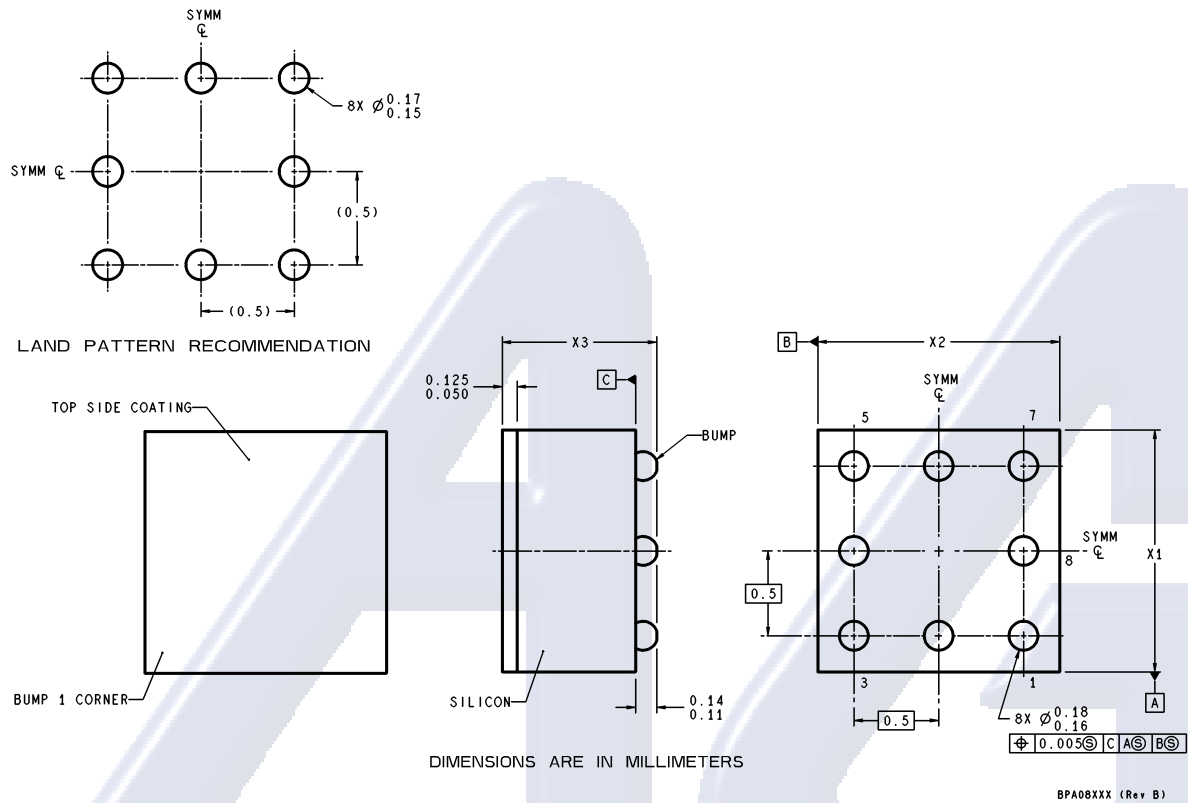 SYMM
℄
8X Ø 0.17
0.15
SYMM ℄
(0.5)
(0.5)
LAND PATTERN RECOMMENDATION
X3
B
X2
0.125
0.050
C
SYMM
℄
TOP SIDE COATING
5
7
BUMP
SYMM
℄
X1
8
0.5
BUMP 1 CORNER
SILICON
3
1
0.14
0.11
A
0.5
8X Ø 0.18
0.16
⌖ 0.005Ⓢ C AⓈ BⓈ
DIMENSIONS ARE IN MILLIMETERS
BPA08XXX (Rev B)